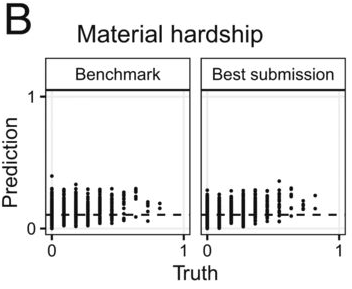 B
Material hardship
Benchmark Best submission
Prediction
1
0
0 1 0 1
Truth